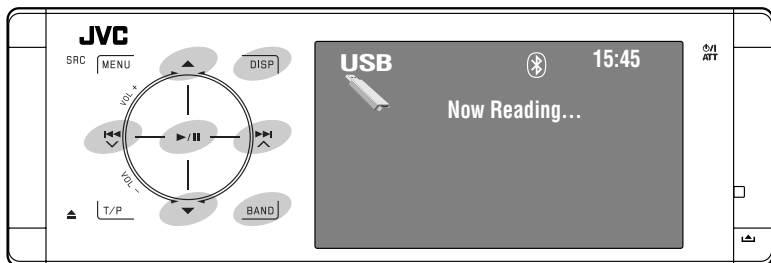 JVC
SRC
MENU
DISP
VOL +
VOL –
T/P
BAND
USB
15:45
Now Reading...
/I
ATT